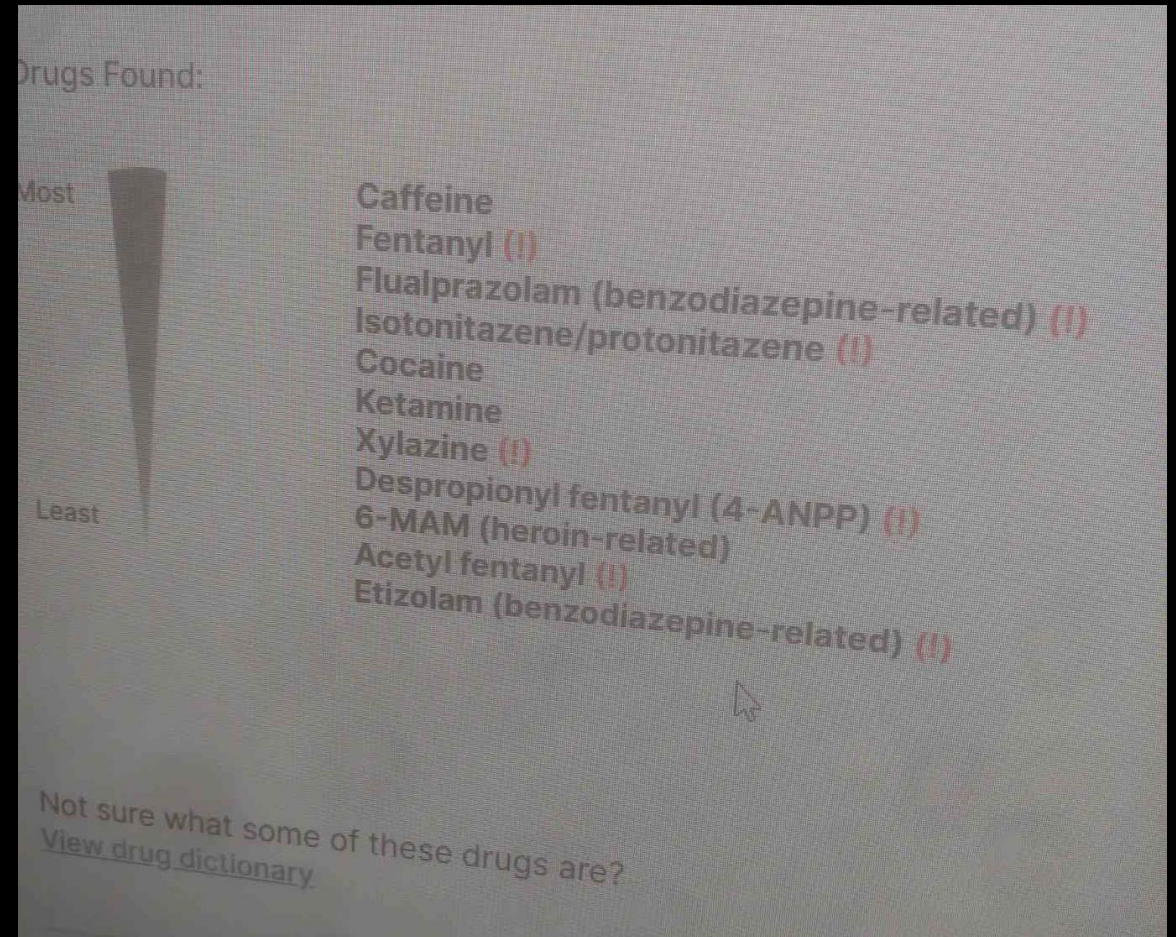 Drugs Found:
Most
Caffeine
Fentanyl (!)
Flualprazolam (benzodiazepine-related) (!)
Isotonitazene/protonitazene (!)
Cocaine
Ketamine
Xylazine (!)
Despropionyl fentanyl (4-ANPP) (!)
Least
6-MAM (heroin-related)
Acetyl fentanyl (!)
Etizolam (benzodiazepine-related) (!)
Not sure what some of these drugs are?
View drug dictionary